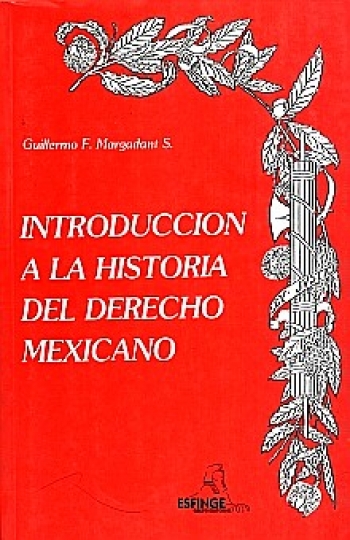 Guillermo F. Margadant S.
INTRODUCCION
A LA HISTORIA
DEL DERECHO
MEXICANO
ESFINGE